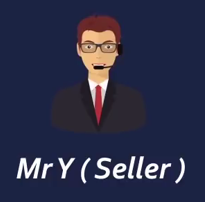 Mr Y ( Seller )